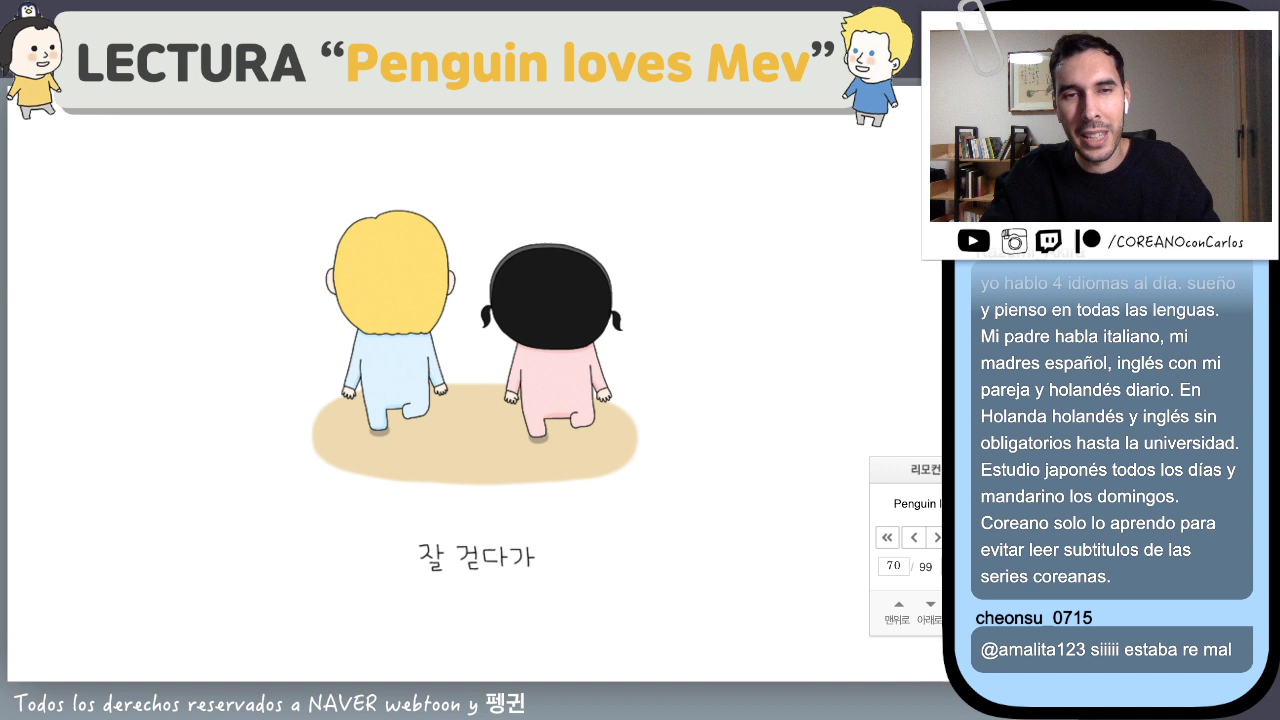 LECTURA “Penguin loves Mev”
잘 걷다가
리모컨
Penguin l
70 / 99
맨위로 아래로
Todos los derechos reservados a NAVER webtoon y 펭귄
/COREANOconCarlos
yo hablo 4 idiomas al día. sueño
y pienso en todas las lenguas.
Mi padre habla italiano, mi
madres español, inglés con mi
pareja y holandés diario. En
Holanda holandés y inglés sin
obligatorios hasta la universidad.
Estudio japonés todos los días y
mandarino los domingos.
Coreano solo lo aprendo para
evitar leer subtitulos de las
series coreanas.
cheonsu_0715
@amalita123 siiiii estaba re mal